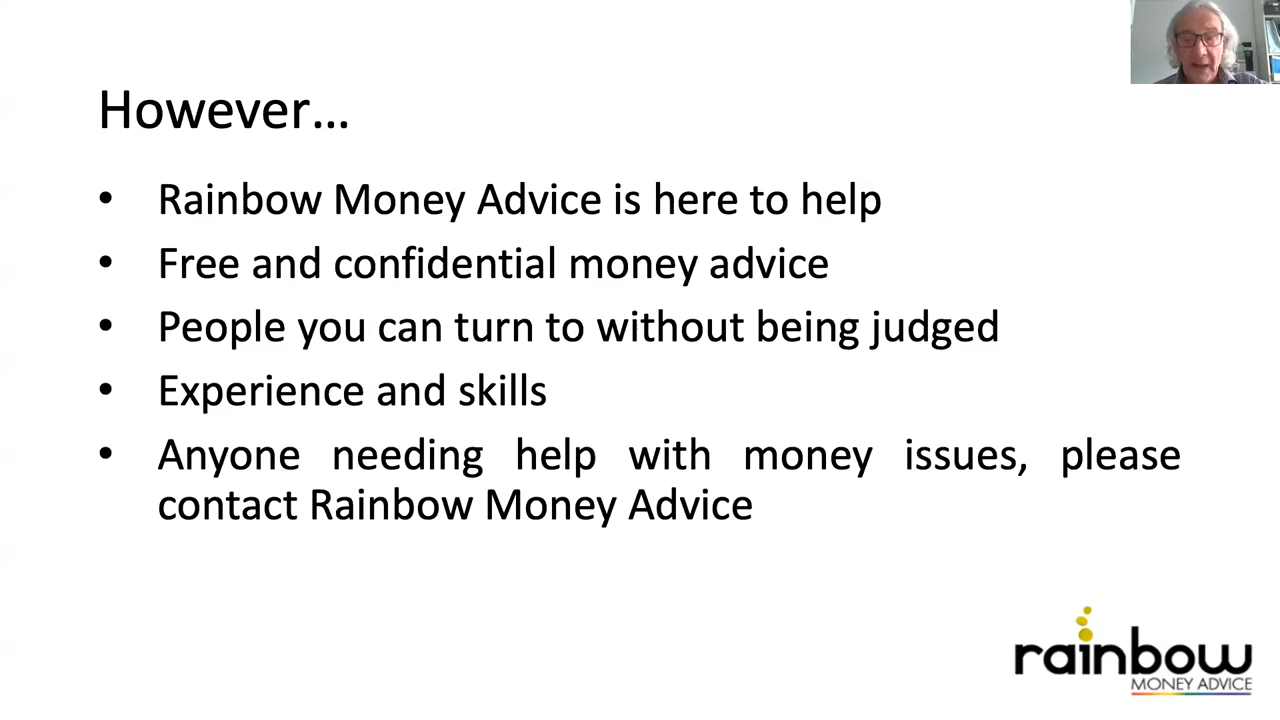 However...
• Rainbow Money Advice is here to help
• Free and confidential money advice
• People you can turn to without being judged
• Experience and skills
• Anyone needing help with money issues, please
contact Rainbow Money Advice
rainbow
MONEY ADVICE